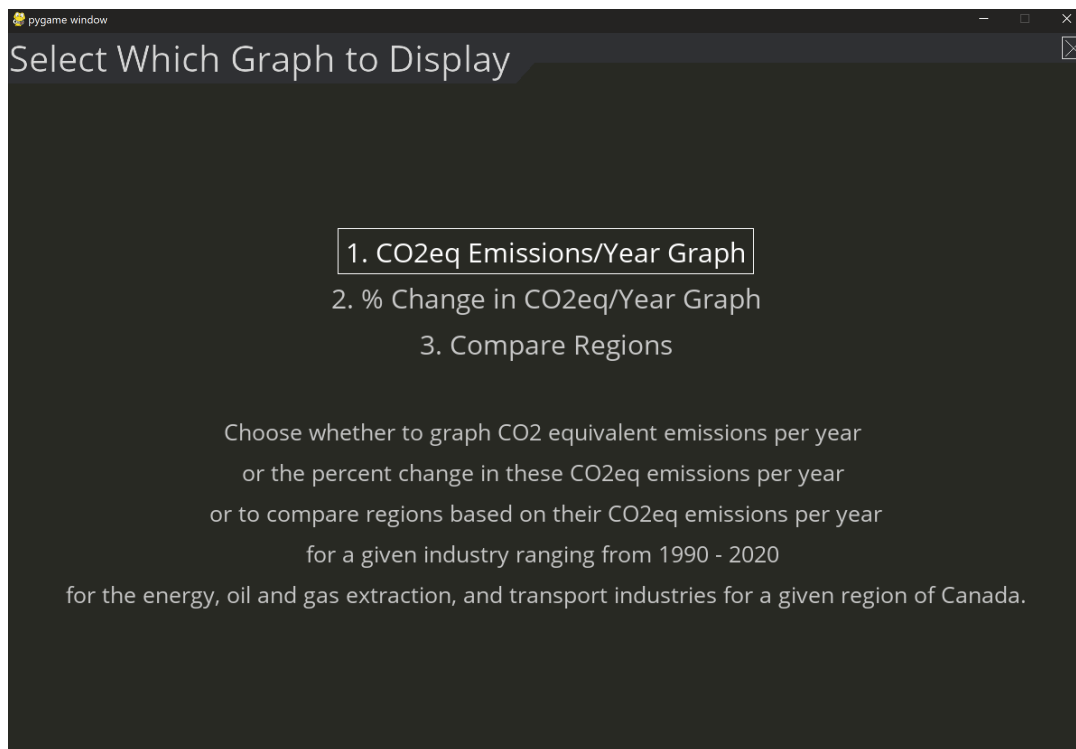 pygame window
Select Which Graph to Display
1. CO2eq Emissions/Year Graph
2. % Change in CO2eq/Year Graph
3. Compare Regions
Choose whether to graph CO2 equivalent emissions per year
or the percent change in these CO2eq emissions per year
or to compare regions based on their CO2eq emissions per year
for a given industry ranging from 1990 - 2020
for the energy, oil and gas extraction, and transport industries for a given region of Canada.